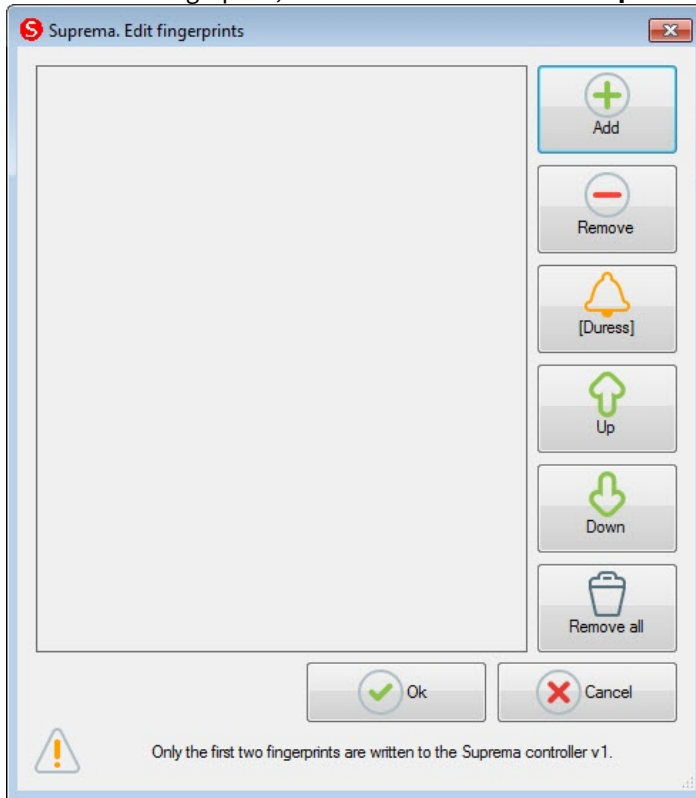 Suprema. Edit fingerprints
Add
Remove
[Duress]
Up
Down
Remove all
Ok
Cancel
Only the first two fingerprints are written to the Suprema controller v1.